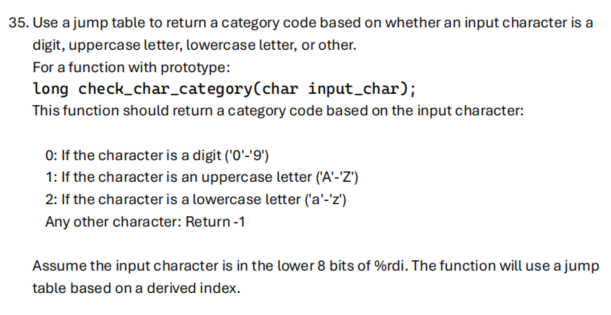 35. Use a jump table to return a category code based on whether an input character is a
digit, uppercase letter, lowercase letter, or other.
For a function with prototype:
long check_char_category(char input_char);
This function should return a category code based on the input character:
0: If the character is a digit ('0'-'9')
1: If the character is an uppercase letter ('A'-'Z')
2: If the character is a lowercase letter ('a'-'z')
Any other character: Return -1
Assume the input character is in the lower 8 bits of %rdi. The function will use a jump
table based on a derived index.